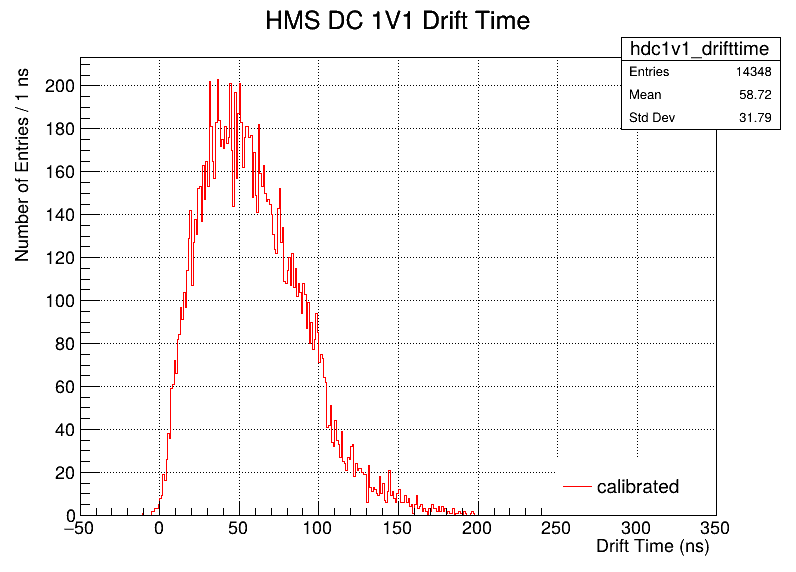 HMS DC 1V1 Drift Time
hdc1v1_drifttime
Entries 14348
Mean 58.72
Std Dev 31.79
Number of Entries / 1 ns
200
180
160
140
120
100
80
60
40
20
0
−50 0 50 100 150 200 250 300 350
calibrated
Drift Time (ns)